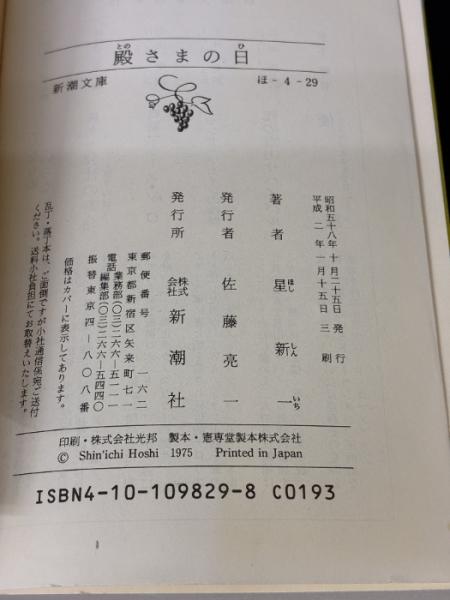 殿さまの日
との
ひ
新潮文庫
ほ-4-29
昭和五十八年十月二十五日発行
平成二年一月十五日三刷
著者 星新一
ほし しん いち
発行者 佐藤亮一
発行所 株式会社 新潮社
郵便番号 一六二
東京都新宿区矢来町七一
電話 業務部(〇三)二六六-五一一一
編集部(〇三)二六六-五四四〇
振替東京四-八〇八番
価格はカバーに表示してあります。
乱丁・落丁本は、ご面倒ですが小社通信係宛ご送付
ください。送料小社負担にてお取替えいたします。
印刷・株式会社光邦 製本・憲専堂製本株式会社
© Shin'ichi Hoshi 1975 Printed in Japan
ISBN4-10-109829-8 C0193